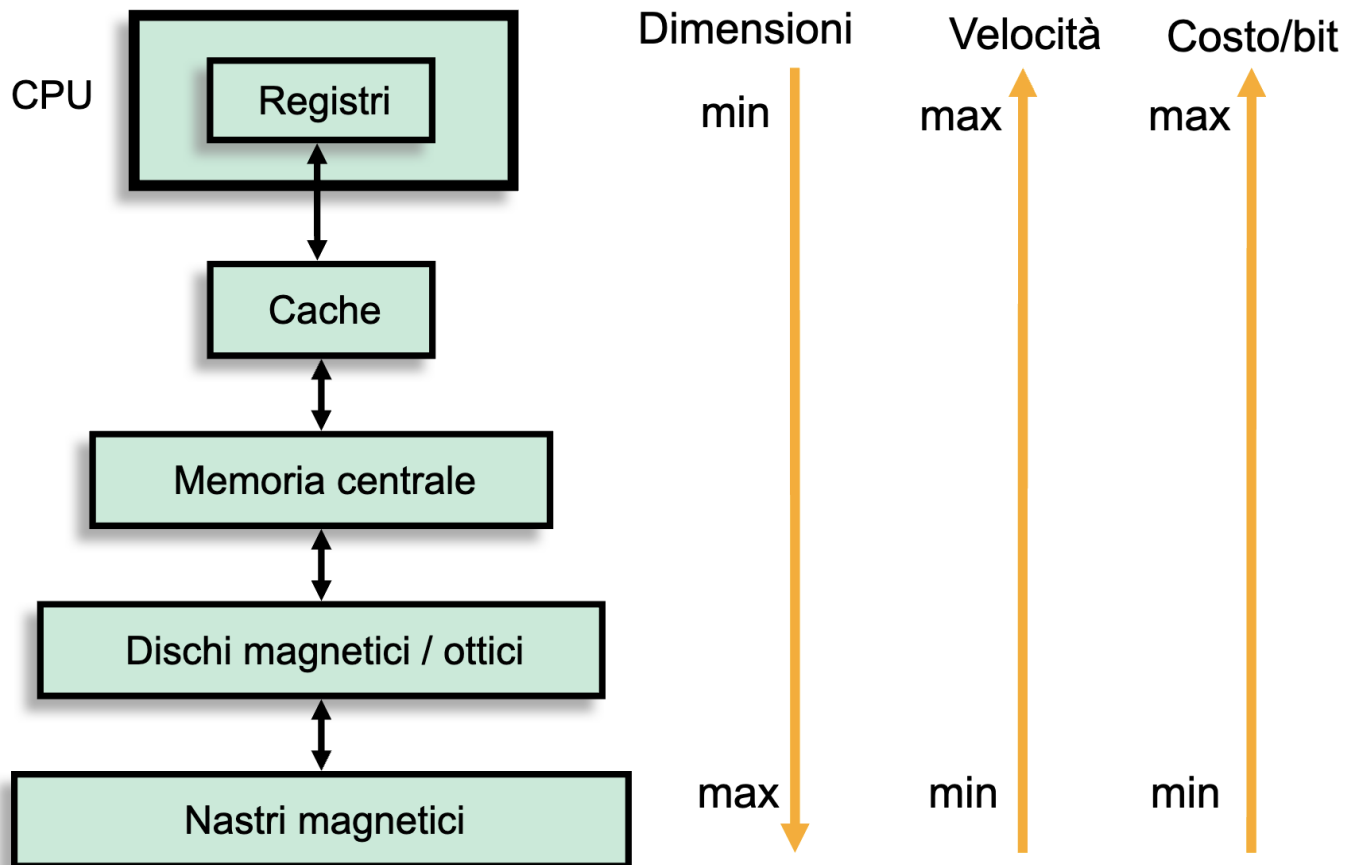 CPU
Registri
Cache
Memoria centrale
Dischi magnetici / ottici
Nastri magnetici
Dimensioni
min
max
Velocità
max
min
Costo/bit
max
min